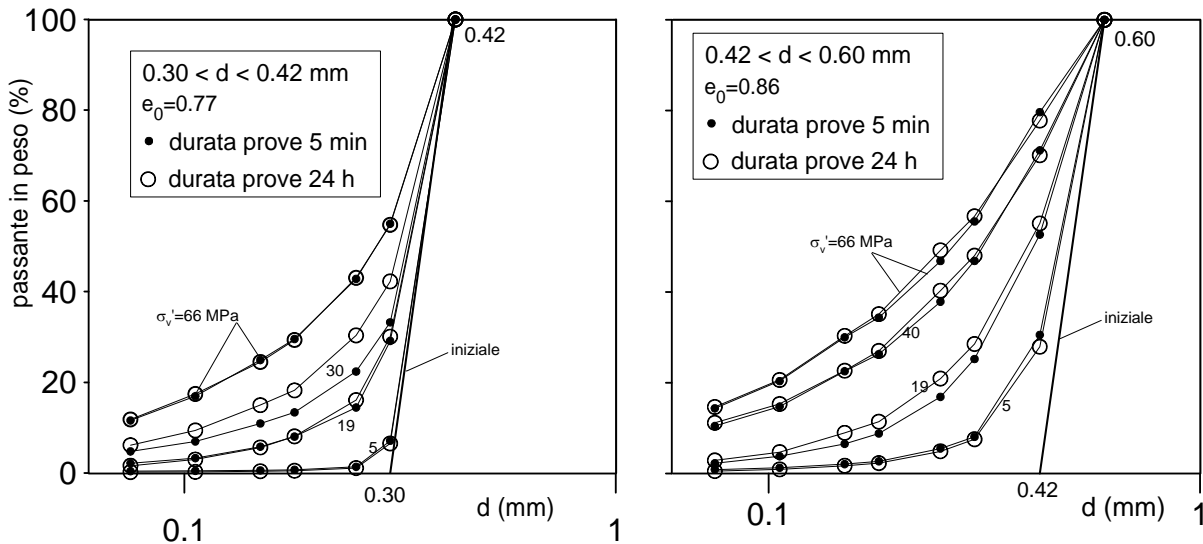 passante in peso (%)
100
80
60
40
20
0
0.42
0.30 < d < 0.42 mm
e0=0.77
durata prove 5 min
durata prove 24 h
σv'=66 MPa
30
19
5
iniziale
0.30
d (mm)
0.1
1
0.60
0.42 < d < 0.60 mm
e0=0.86
durata prove 5 min
durata prove 24 h
σv'=66 MPa
40
19
5
iniziale
0.42
d (mm)
0.1
1